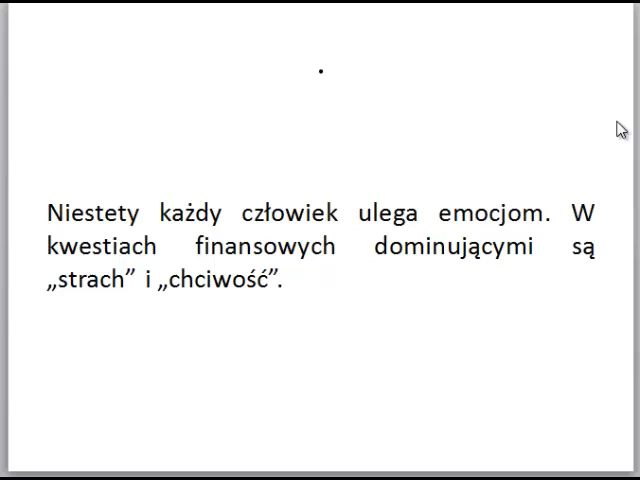 .
Niestety każdy człowiek ulega emocjom. W
kwestiach finansowych dominującymi są
„strach” i „chciwość”.